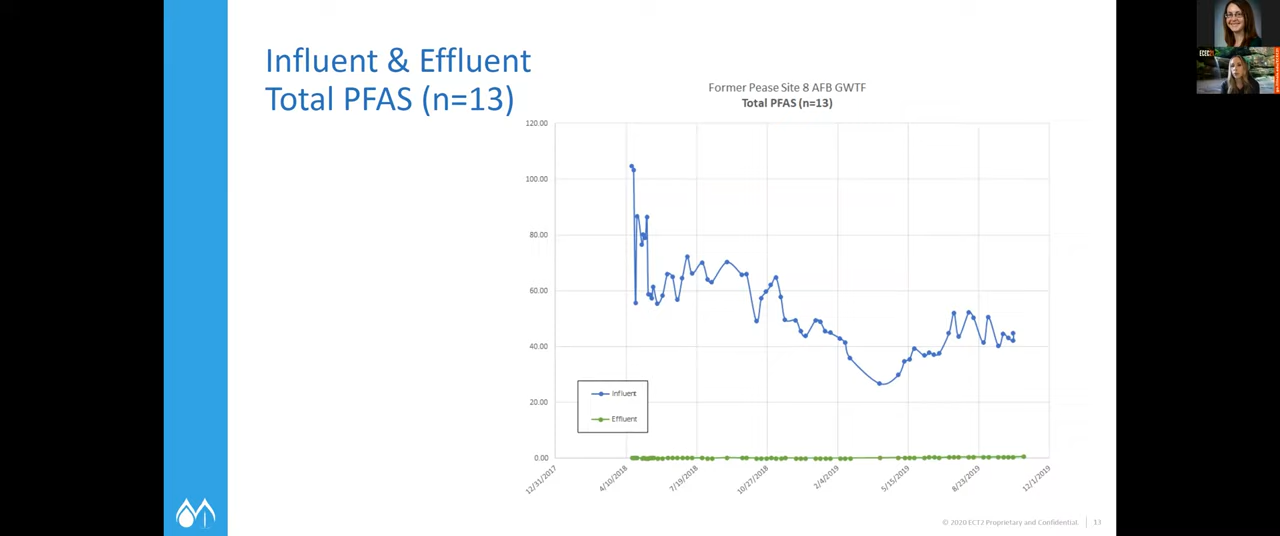 Influent & Effluent
Total PFAS (n=13)
Former Pease Site 8 AFB GWTF
Total PFAS (n=13)
120.00
100.00
80.00
60.00
40.00
20.00
0.00
Influent
Effluent
12/31/2017
4/10/2018
7/19/2018
10/27/2018
2/4/2019
5/15/2019
8/23/2019
12/1/2019
© 2020 ECT2 Proprietary and Confidential.
13